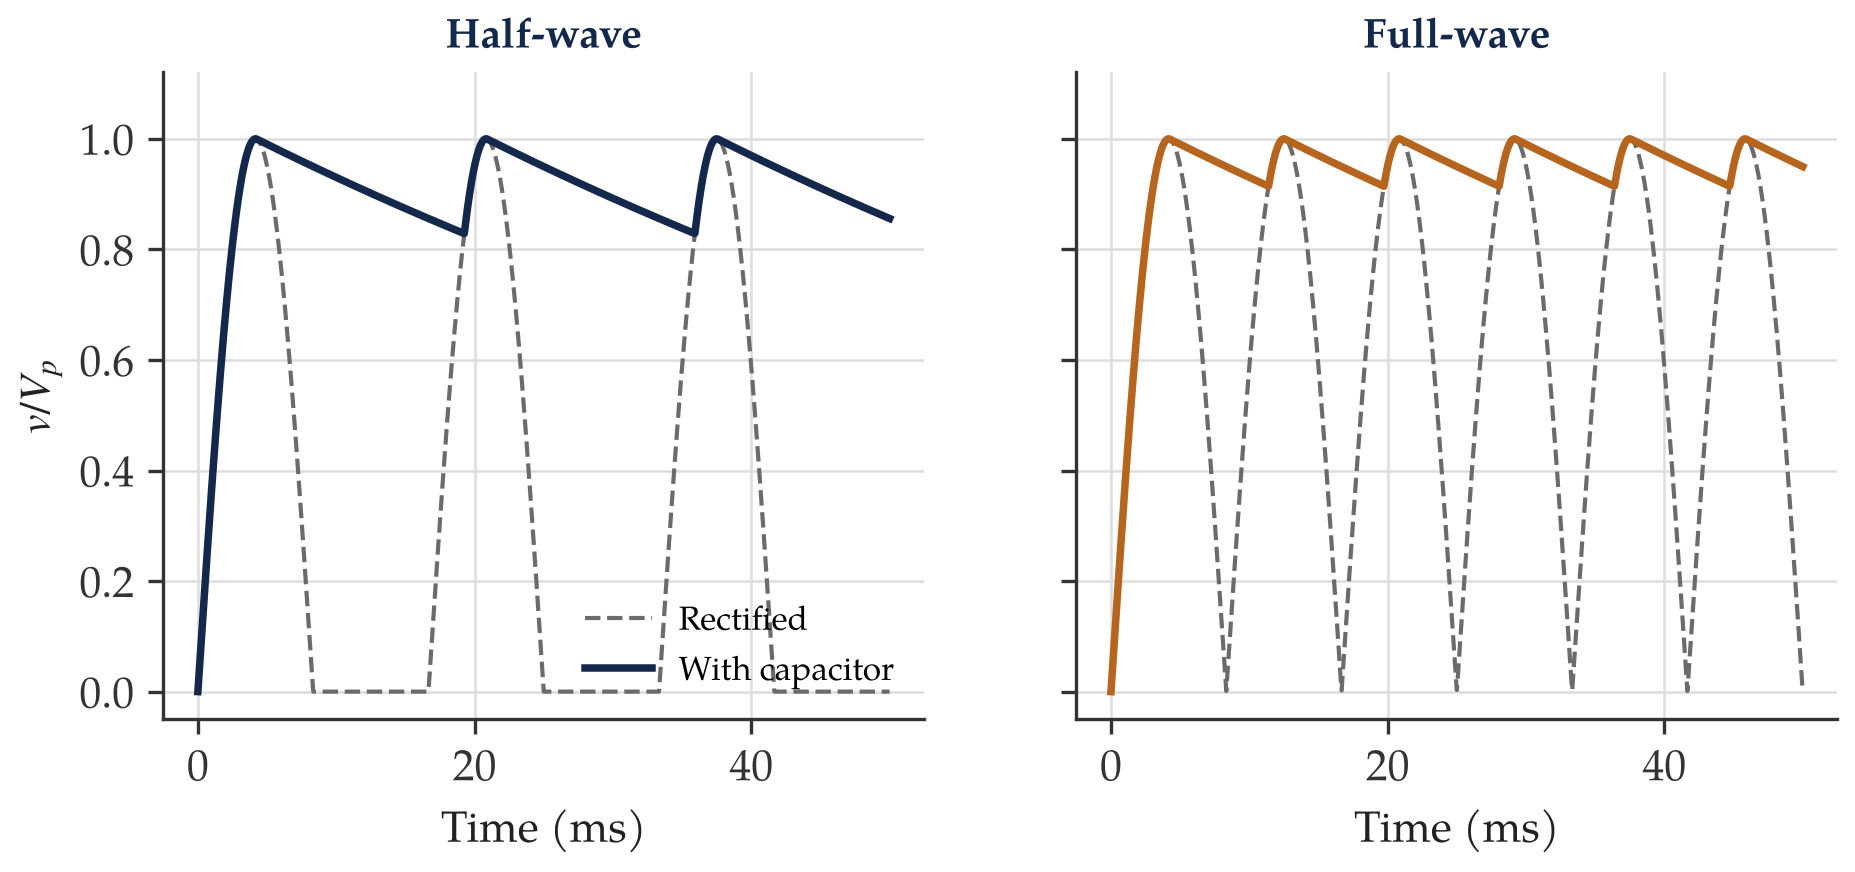 Half-wave
Full-wave
v/Vp
1.0
0.8
0.6
0.4
0.2
0.0
Rectified
With capacitor
0 20 40
0 20 40
Time (ms)
Time (ms)